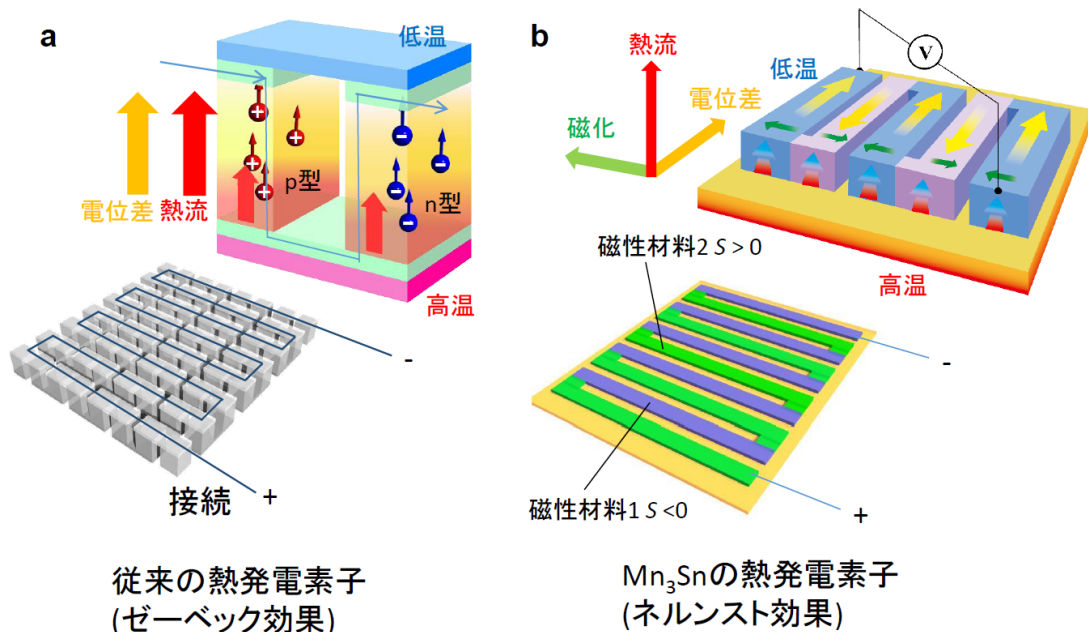 a
低温
p型
n型
電位差 熱流
高温
-
+
接続
従来の熱発電素子
(ゼーベック効果)
b
熱流
電位差
磁化
低温
V
高温
磁性材料2 S > 0
-
磁性材料1 S <0
+
Mn₃Snの熱発電素子
(ネルンスト効果)